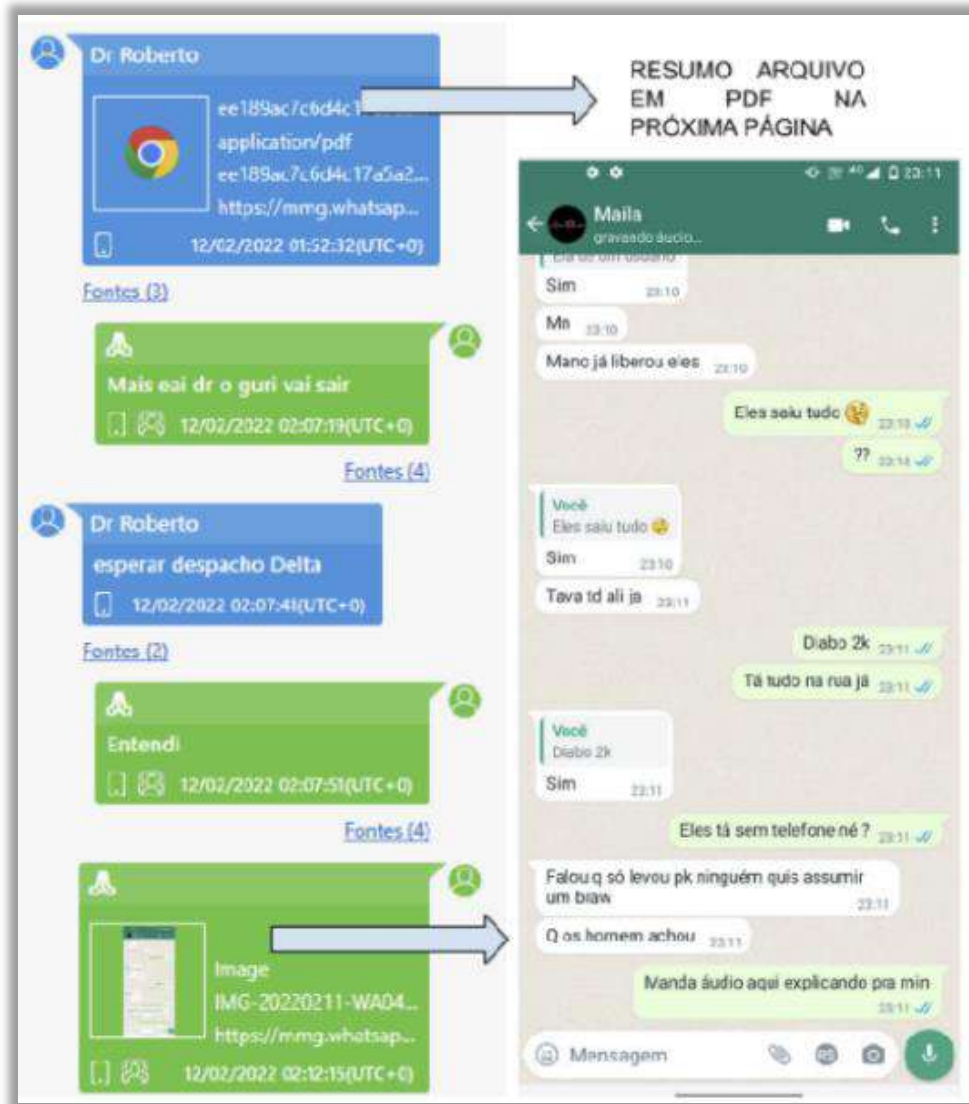 Dr Roberto
application/pdf
ee189ac7c6d4c17a5a2...
https://mmg.whatsap...
12/02/2022 01:52:32(UTC+0)
Fontes (3)
Mais eai dr o guri vai sair
12/02/2022 02:07:19(UTC+0)
Fontes (4)
Dr Roberto
esperar despacho Delta
12/02/2022 02:07:41(UTC+0)
Fontes (2)
Entendi
12/02/2022 02:07:51(UTC+0)
Fontes (4)
Image
IMG-20220211-WA04...
https://mmg.whatsap...
12/02/2022 02:12:15(UTC+0)
RESUMO ARQUIVO
EM PDF NA
PRÓXIMA PÁGINA
23:11
Maila
gravando áudio...
Sim 23:10
Mn 23:10
Mano já liberou eles 23:10
Eles saiu tudo 23:10
??
Você
Eles saiu tudo
Sim 23:10
Tava td ali ja 23:11
Diabo 2k 23:11
Tá tudo na rua já 23:11
Você
Diabo 2k
Sim 23:11
Eles tá sem telefone né ? 23:11
Falou q só levou pk ninguém quis assumir
um braw
23:11
Q os homem achou 23:11
Manda áudio aqui explicando pra min
23:11
Mensagem